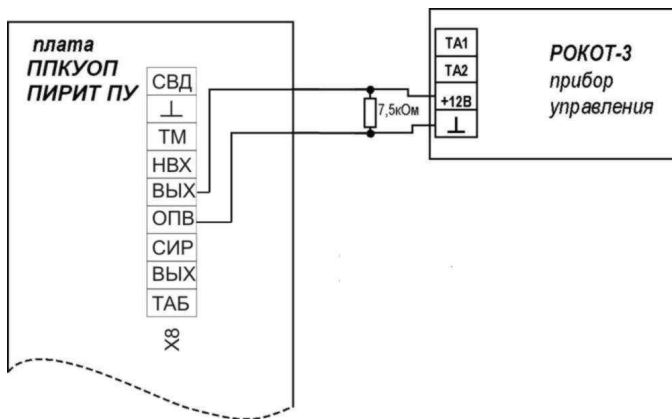 плата
ППКУОП
ПИРИТ ПУ
СВД
⊥
ТМ
НВХ
ВЫХ
ОПВ
СИР
ВЫХ
ТАБ
X8
7,5кОм
ТА1
ТА2
+12В
⊥
РОКОТ-3
прибор
управления